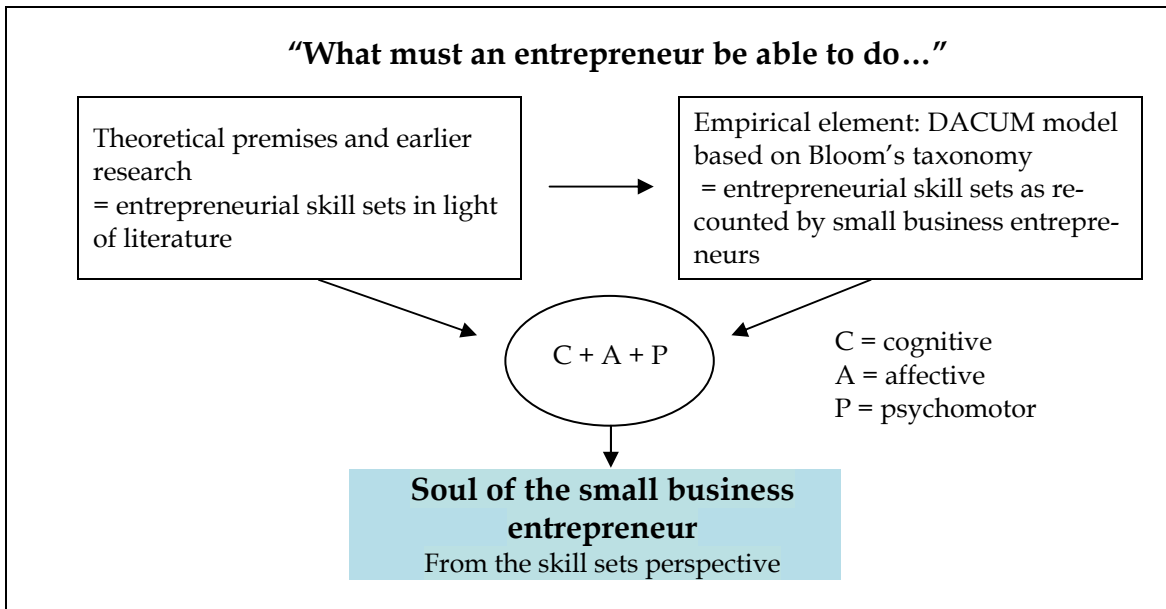 “What must an entrepreneur be able to do…”
Theoretical premises and earlier
research
= entrepreneurial skill sets in light
of literature
Empirical element: DACUM model
based on Bloom’s taxonomy
= entrepreneurial skill sets as re-
counted by small business entrepre-
neurs
C + A + P
C = cognitive
A = affective
P = psychomotor
Soul of the small business
entrepreneur
From the skill sets perspective